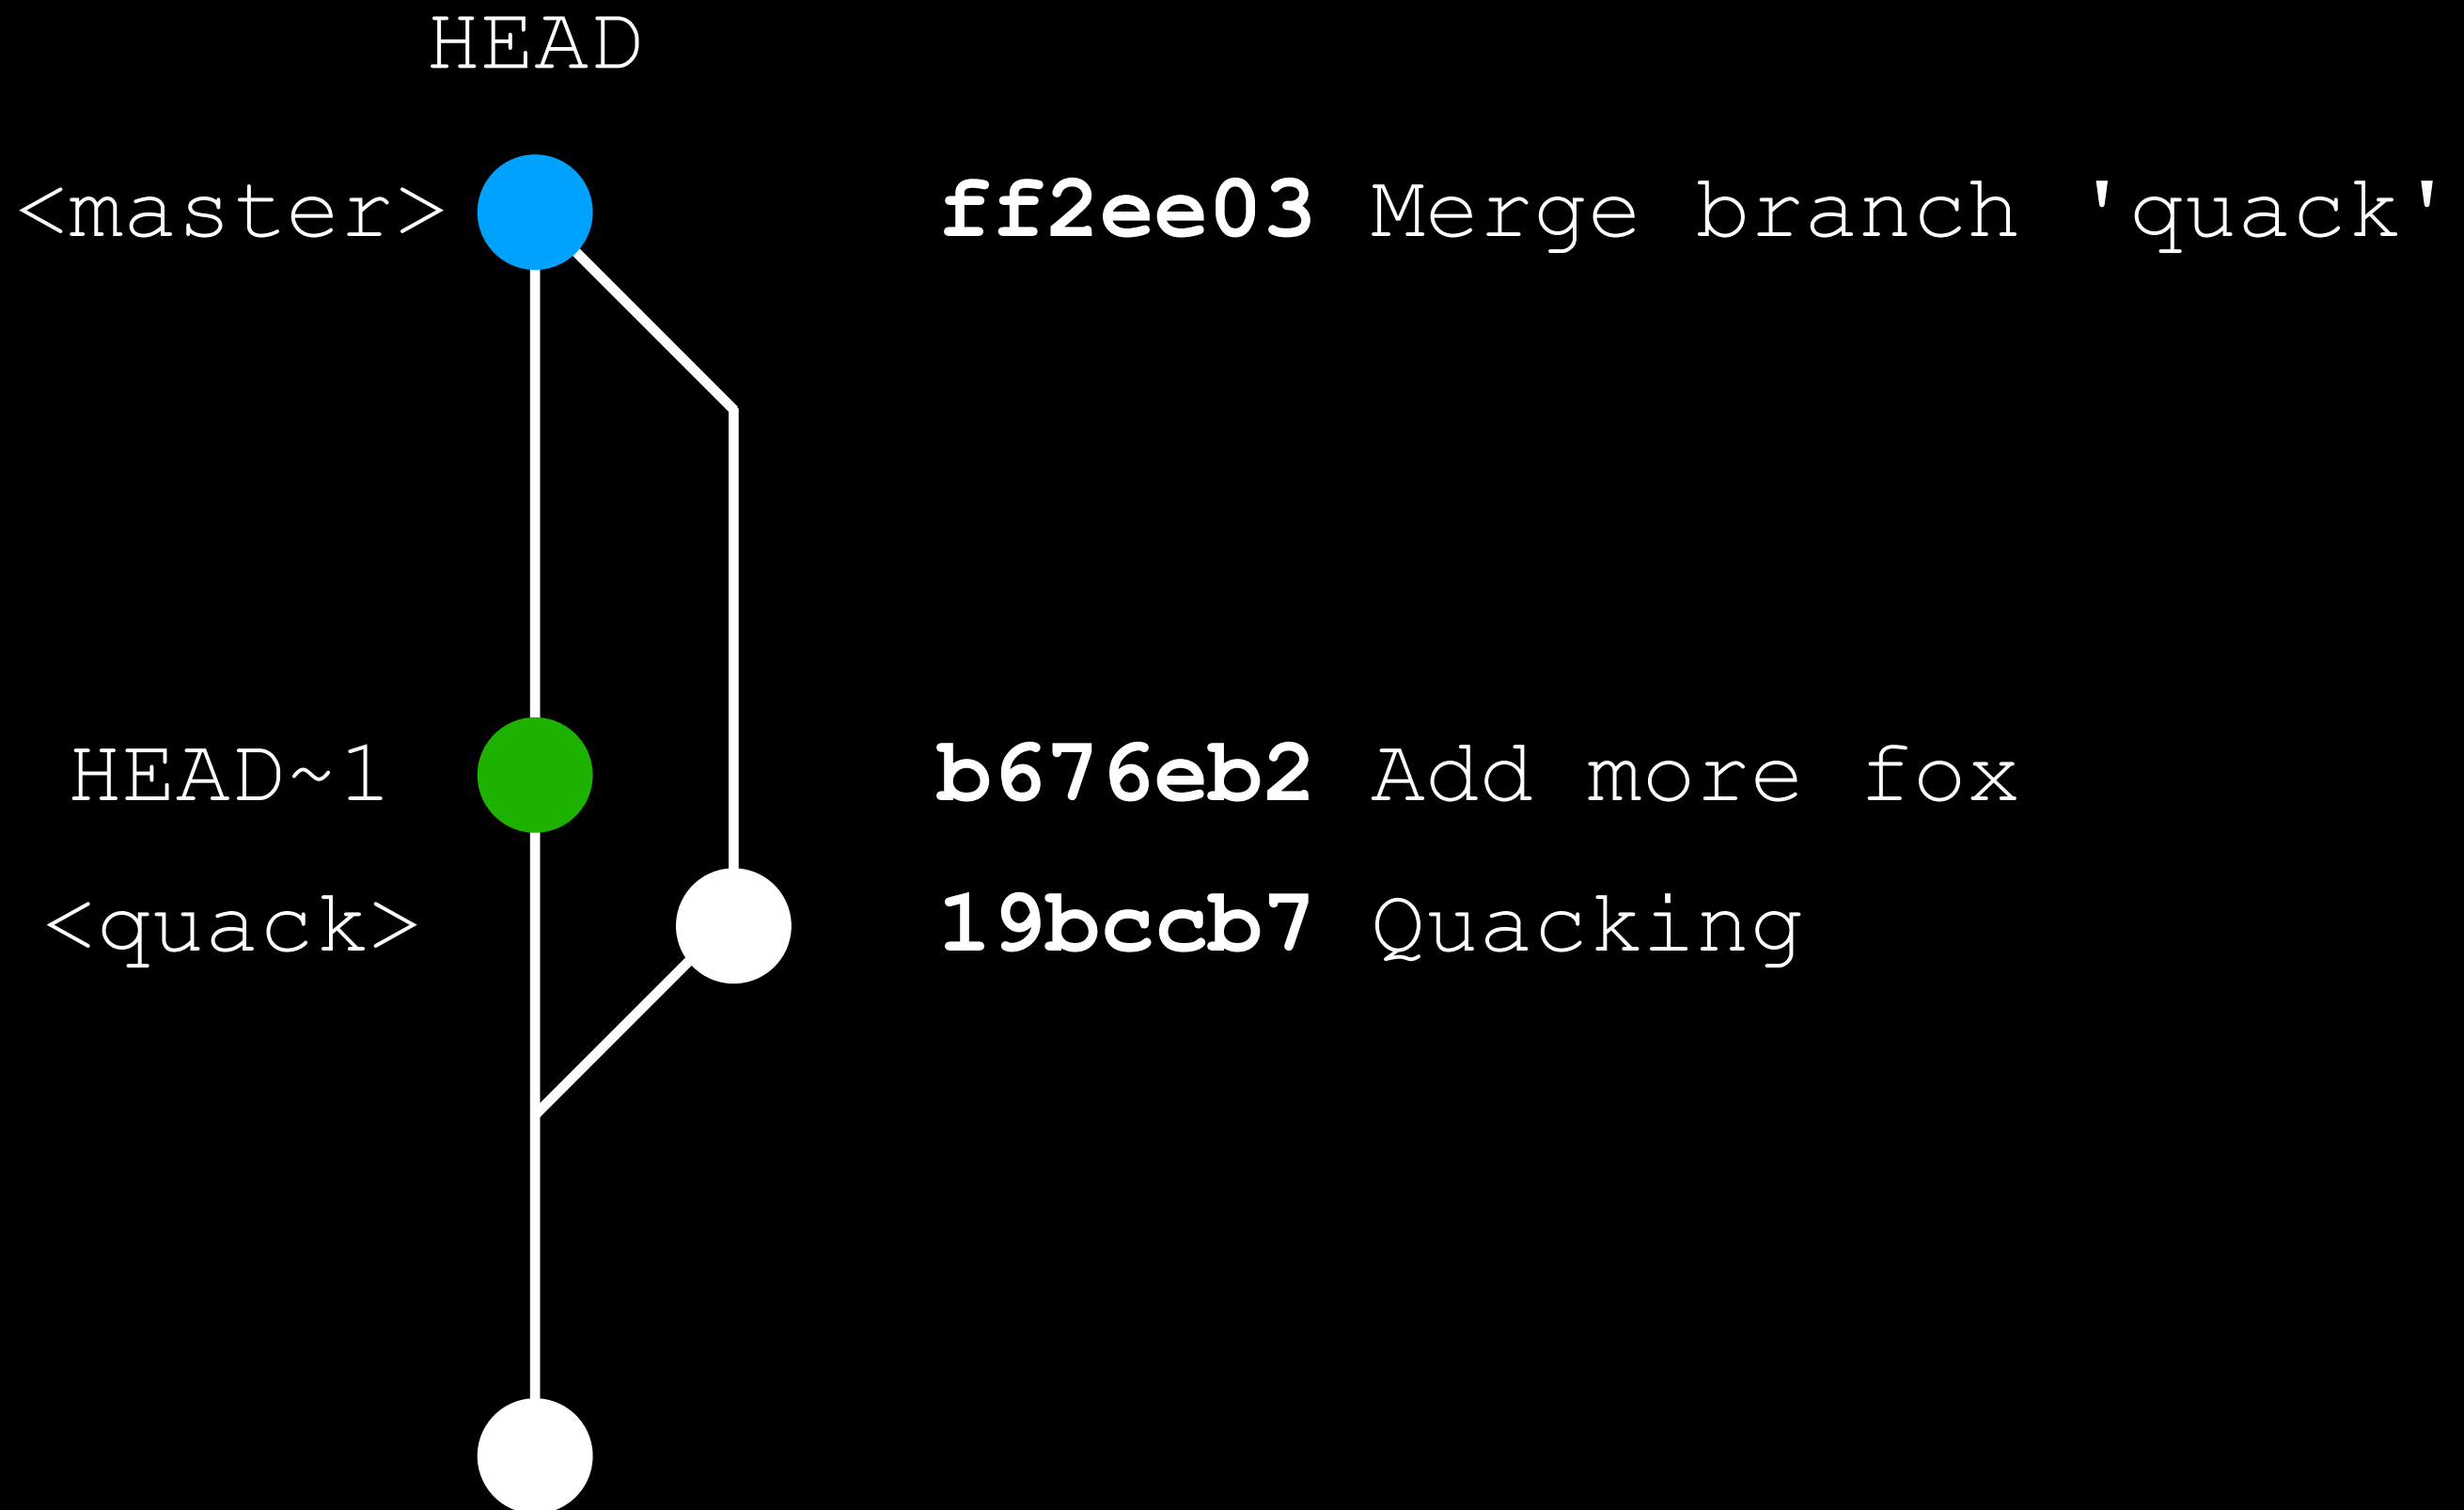 HEAD
<master> ff2ee03 Merge branch 'quack'
HEAD~1 b676eb2 Add more fox
<quack> 19bccb7 Quacking